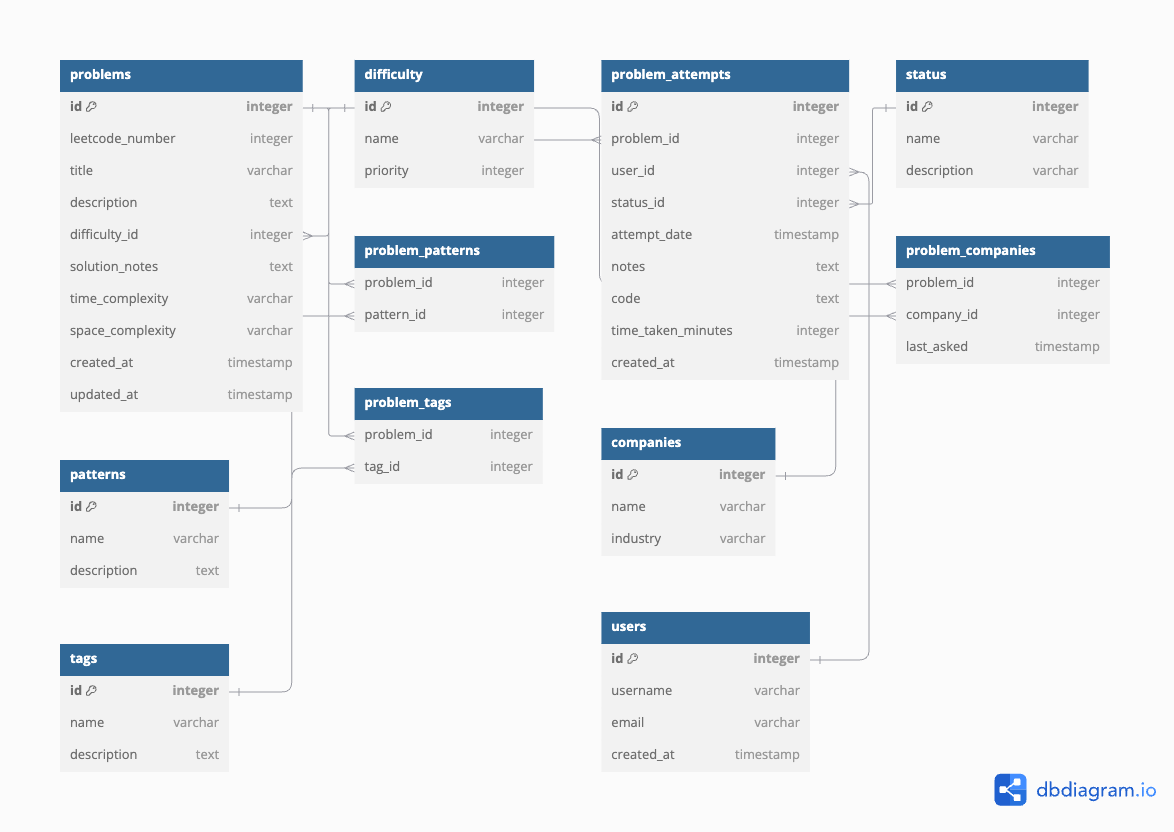 problems
id integer
leetcode_number integer
title varchar
description text
difficulty_id integer
solution_notes text
time_complexity varchar
space_complexity varchar
created_at timestamp
updated_at timestamp
difficulty
id integer
name varchar
priority integer
problem_attempts
id integer
problem_id integer
user_id integer
status_id integer
attempt_date timestamp
notes text
code text
time_taken_minutes integer
created_at timestamp
status
id integer
name varchar
description varchar
problem_patterns
problem_id integer
pattern_id integer
problem_companies
problem_id integer
company_id integer
last_asked timestamp
problem_tags
problem_id integer
tag_id integer
companies
id integer
name varchar
industry varchar
patterns
id integer
name varchar
description text
users
id integer
username varchar
email varchar
created_at timestamp
tags
id integer
name varchar
description text
dbdiagram.io